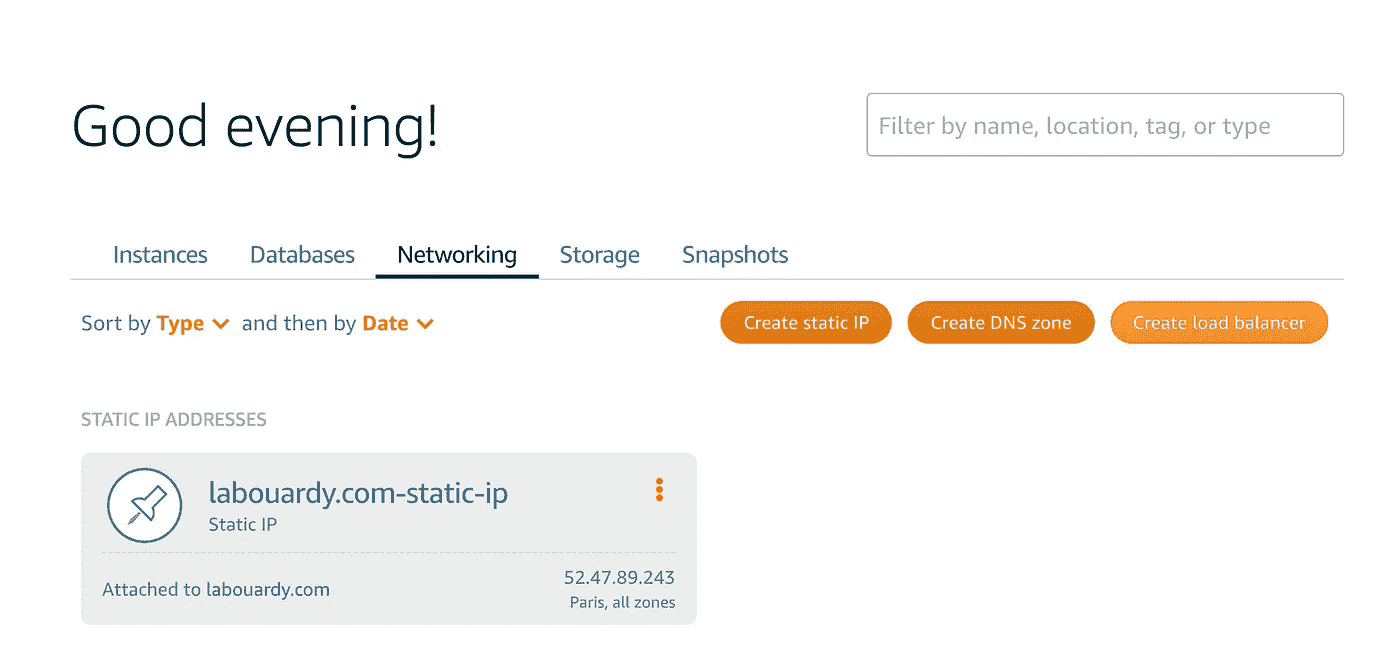 Good evening!
Filter by name, location, tag, or type
Instances Databases Networking Storage Snapshots
Sort by Type and then by Date Create static IP Create DNS zone Create load balancer
STATIC IP ADDRESSES
labouardy.com-static-ip
Static IP
Attached to labouardy.com
52.47.89.243
Paris, all zones